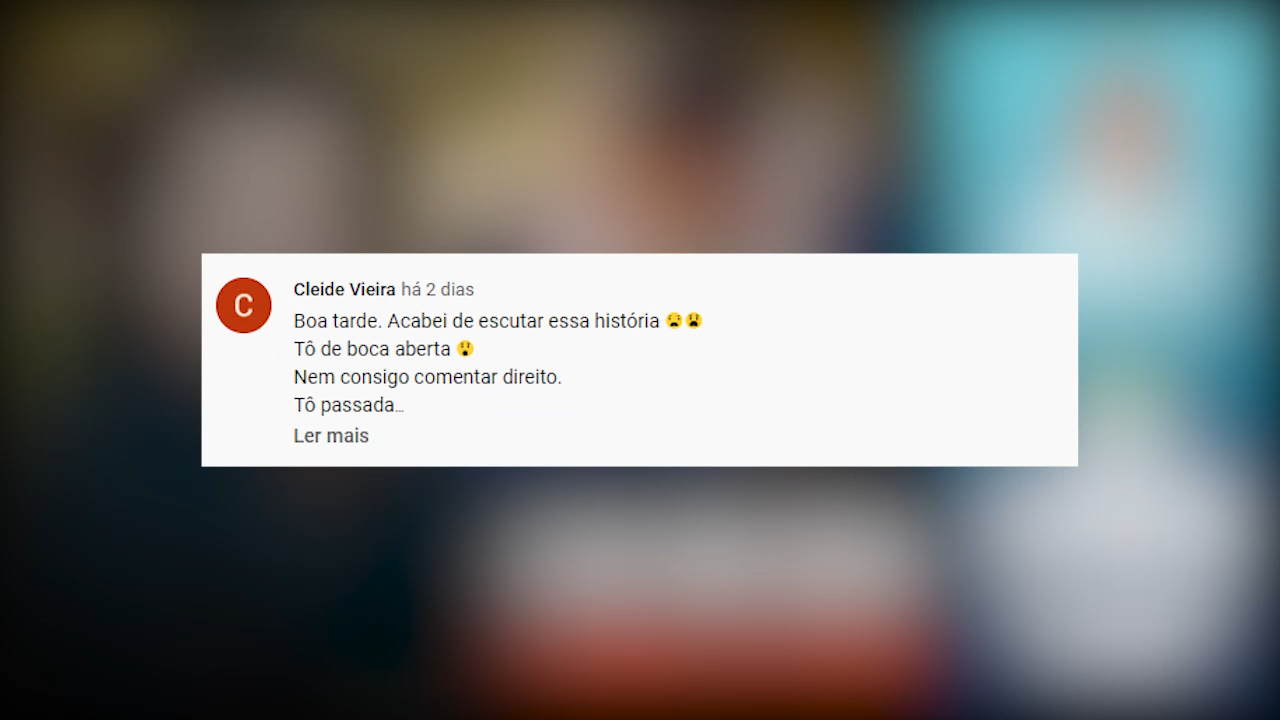 C
Cleide Vieira há 2 dias
Boa tarde. Acabei de escutar essa história 😫😫
Tô de boca aberta 😲
Nem consigo comentar direito.
Tô passada…
Ler mais